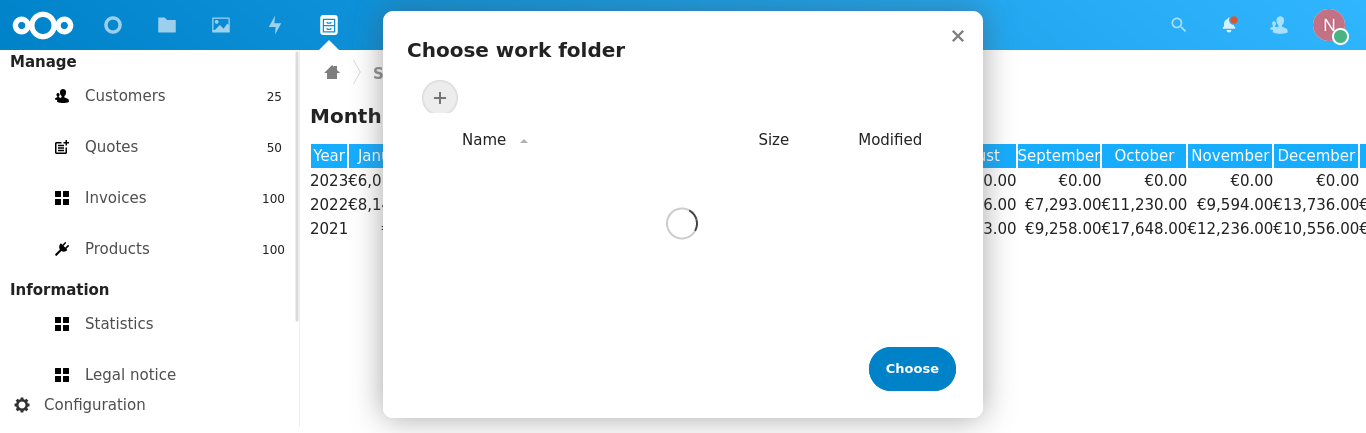 N
Manage
Customers 25
Quotes 50
Invoices 100
Products 100
Information
Statistics
Legal notice
Configuration
S
Month
Year September October November December
2023 €6,0 0.00 €0.00 €0.00 €0.00 €0.00
2022 €8,1 6.00 €7,293.00 €11,230.00 €9,594.00 €13,736.00 €
2021 3.00 €9,258.00 €17,648.00 €12,236.00 €10,556.00 €
Choose work folder
Name Size Modified
Choose